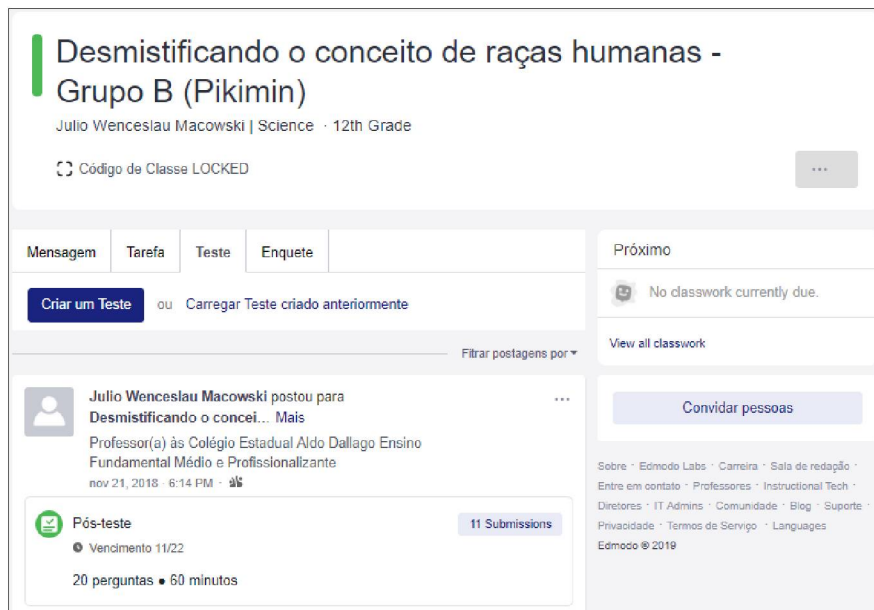 Desmistificando o conceito de raças humanas -
Grupo B (Pikimin)
Julio Wenceslau Macowski | Science · 12th Grade
Código de Classe LOCKED
...
Mensagem Tarefa Teste Enquete
Criar um Teste ou Carregar Teste criado anteriormente
Fitrar postagens por
Julio Wenceslau Macowski postou para
Desmistificando o concei... Mais
...
Professor(a) às Colégio Estadual Aldo Dallago Ensino
Fundamental Médio e Profissionalizante
nov 21, 2018 · 6:14 PM ·
Pós-teste
11 Submissions
Vencimento 11/22
20 perguntas • 60 minutos
Próximo
No classwork currently due.
View all classwork
Convidar pessoas
Sobre · Edmodo Labs · Carreira · Sala de redação ·
Entre em contato · Professores · Instructional Tech ·
Diretores · IT Admins · Comunidade · Blog · Suporte ·
Privacidade · Termos de Serviço · Languages
Edmodo ® 2019